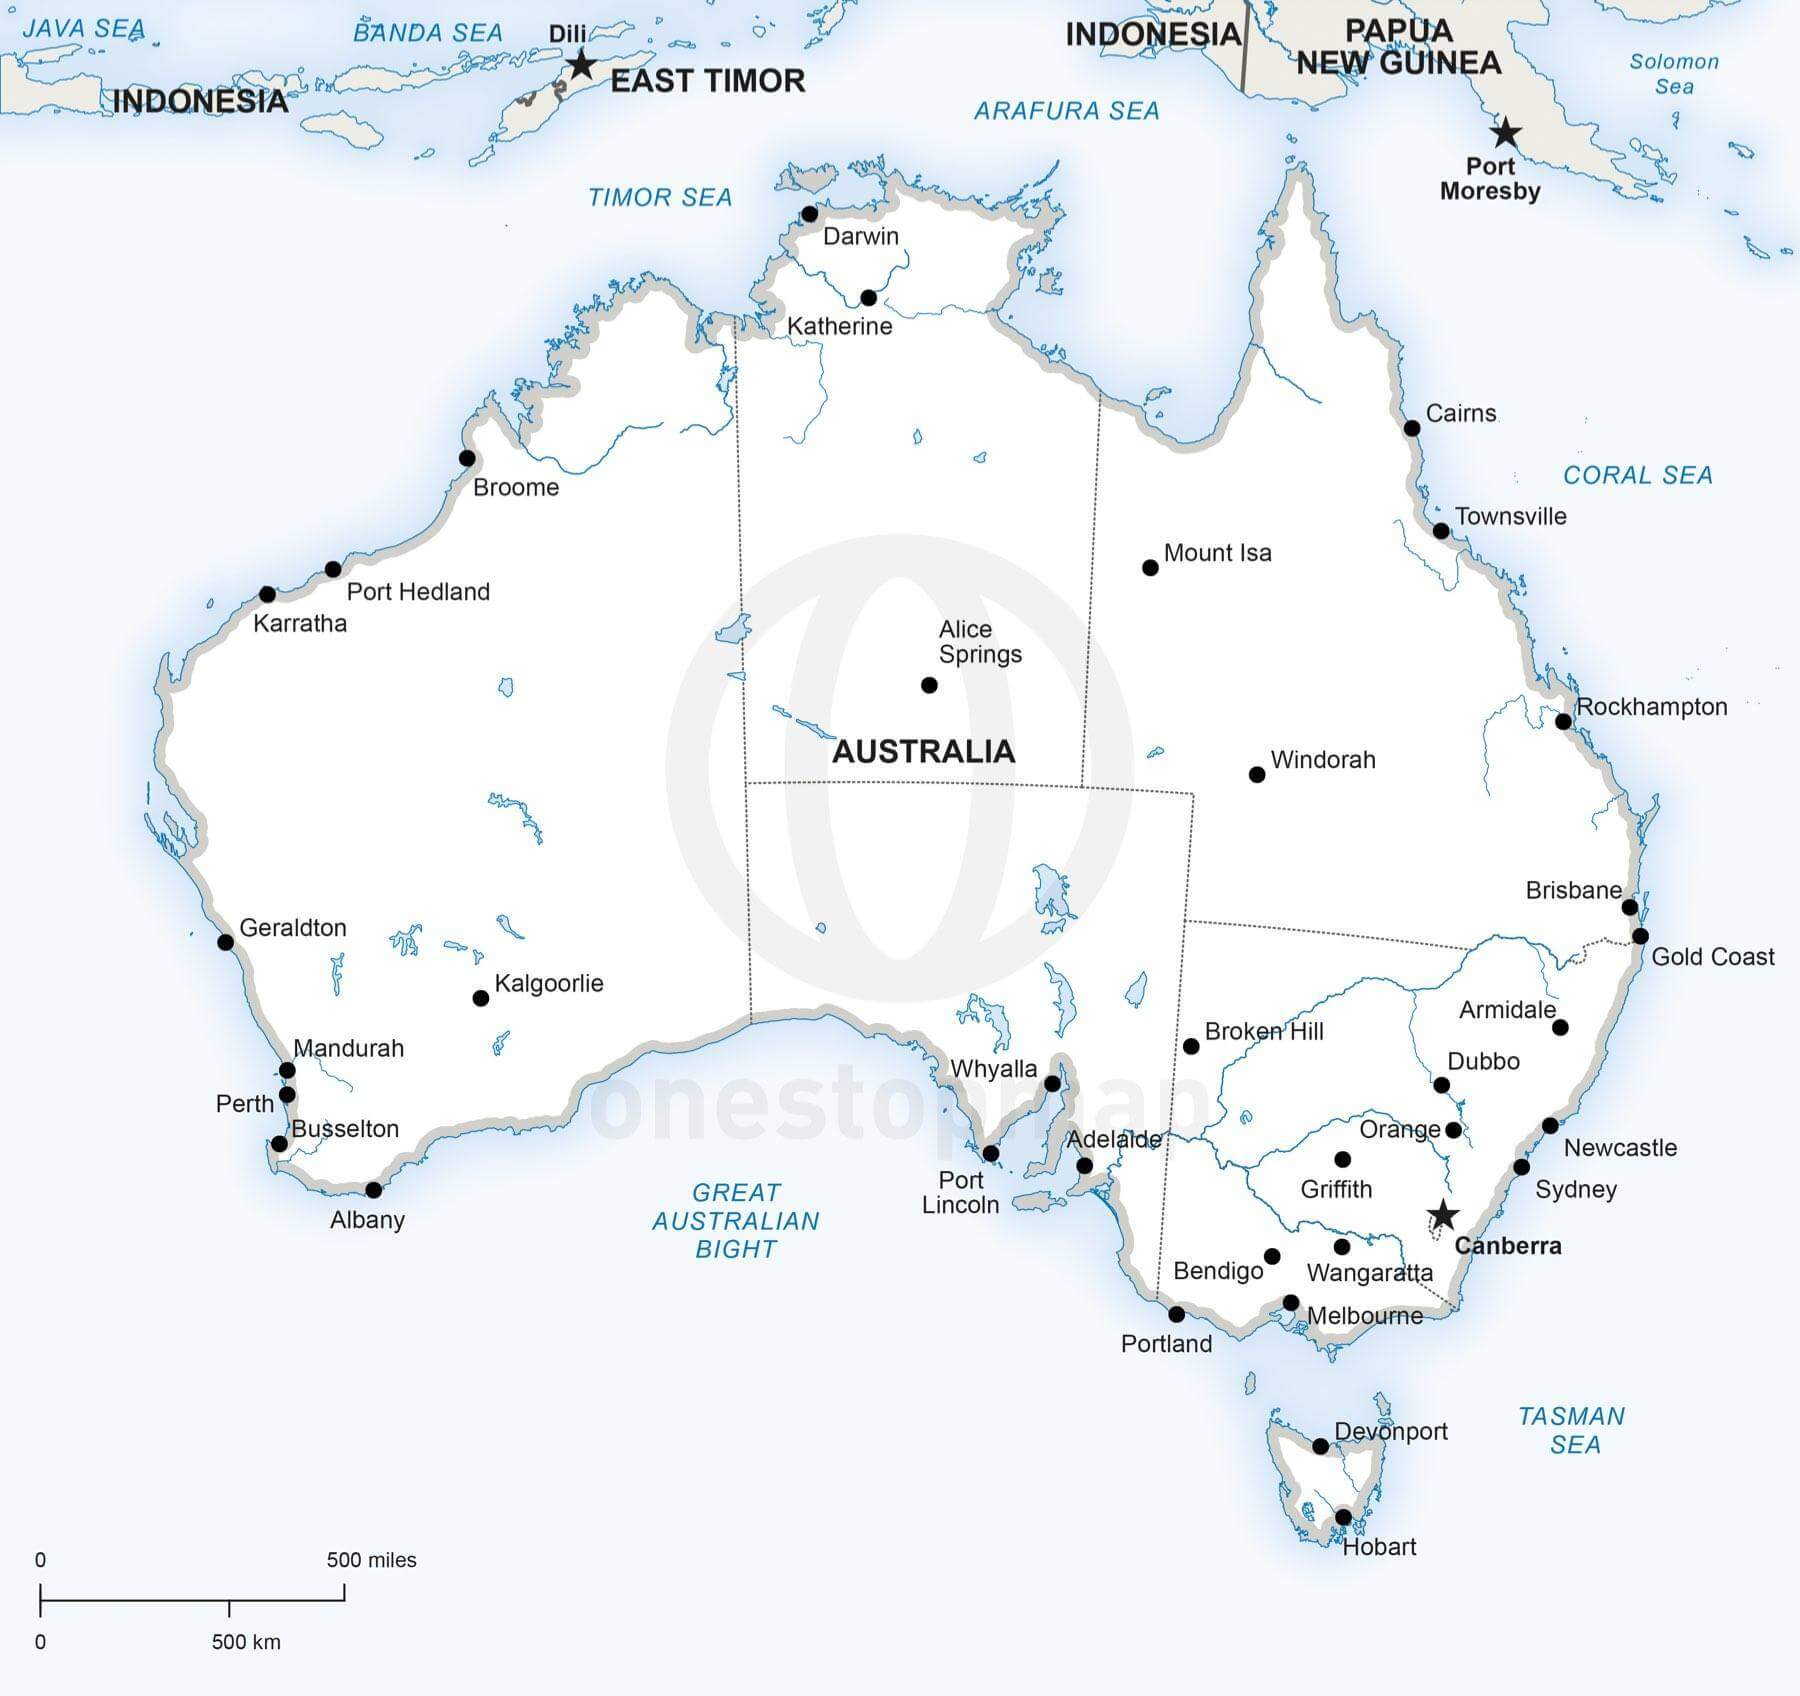 JAVA SEA
BANDA SEA
Dili
INDONESIA
EAST TIMOR
INDONESIA
PAPUA
NEW GUINEA
Solomon
Sea
ARAFURA SEA
Port
Moresby
TIMOR SEA
Darwin
Katherine
Cairns
CORAL SEA
Broome
Townsville
Mount Isa
Port Hedland
Karratha
Alice
Springs
Rockhampton
AUSTRALIA
Windorah
Brisbane
Geraldton
Gold Coast
Kalgoorlie
Armidale
Broken Hill
Mandurah
Dubbo
Whyalla
Perth
onestopmap
Busselton
Orange
Adelaide
Newcastle
Port
Lincoln
Griffith
Sydney
GREAT
AUSTRALIAN
BIGHT
Albany
Canberra
Bendigo
Wangaratta
Melbourne
Portland
TASMAN
SEA
Devonport
Hobart
0
500 miles
0
500 km